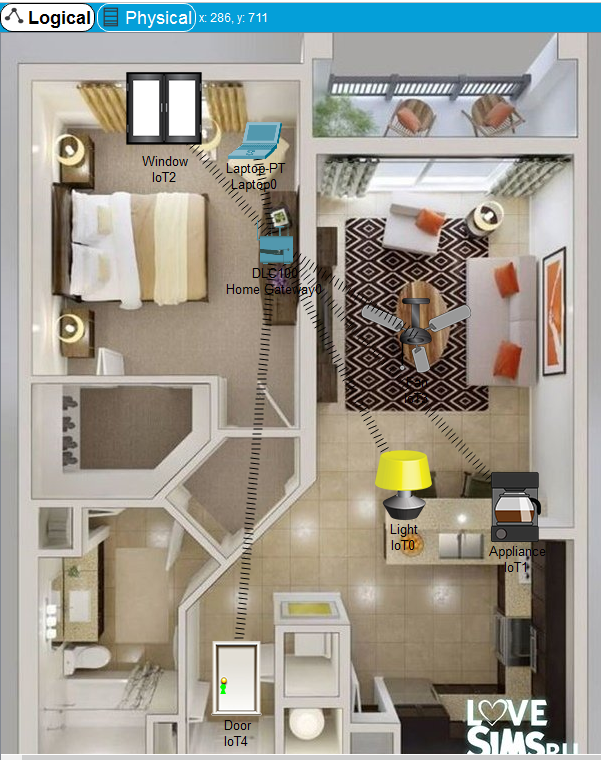 Logical Physical x: 286, y: 711
Window
IoT2
Laptop-PT
Laptop0
DLC100
Home Gateway0
Light
IoT0
Appliance
IoT1
Door
IoT4
LOVE
SIMS.RU